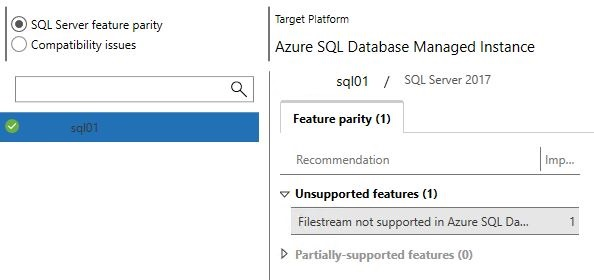 SQL Server feature parity
Compatibility issues
sql01
Target Platform
Azure SQL Database Managed Instance
sql01 / SQL Server 2017
Feature parity (1)
Recommendation Imp...
Unsupported features (1)
Filestream not supported in Azure SQL Da... 1
Partially-supported features (0)